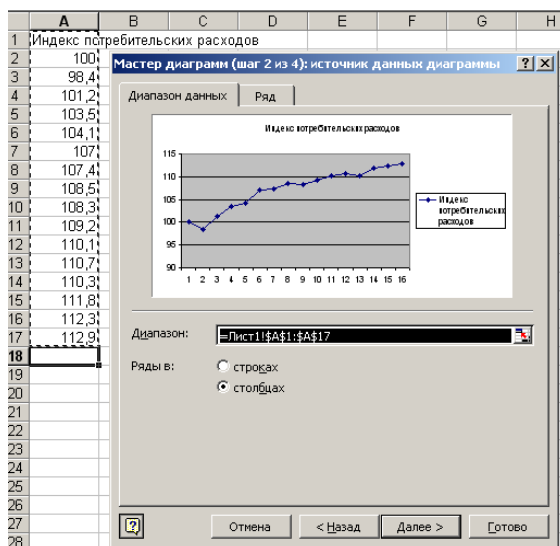 A B C D E F G H
1 Индекс потребительских расходов
2 100
3 98,4
4 101,2
5 103,5
6 104,1
7 107
8 107,4
9 108,5
10 108,3
11 109,2
12 110,1
13 110,7
14 110,3
15 111,8
16 112,3
17 112,9
18
19
20
21
22
23
24
25
26
27
28
Мастер диаграмм (шаг 2 из 4): источник данных диаграммы
Диапазон данных Ряд
Индекс потребительских расходов
115
110
105
100
95
90
1 2 3 4 5 6 7 8 9 10 11 12 13 14 15 16
Индекс
потребительских
расходов
Диапазон: =Лист1!$A$1:$A$17
Ряды в: строках
столбцах
Отмена < Назад Далее > Готово